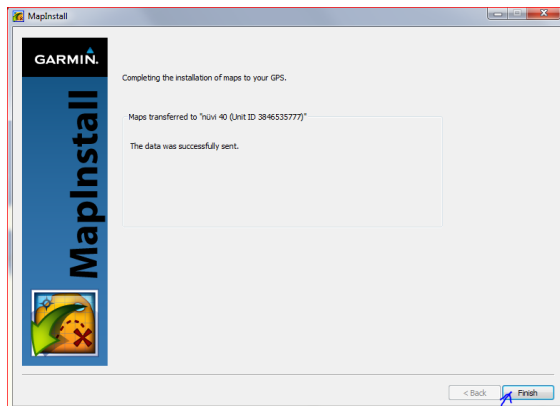 MapInstall
GARMIN.
MapInstall
Completing the installation of maps to your GPS.
Maps transferred to "nüvi 40 (Unit ID 3846535777)"
The data was successfully sent.
< Back
Finish